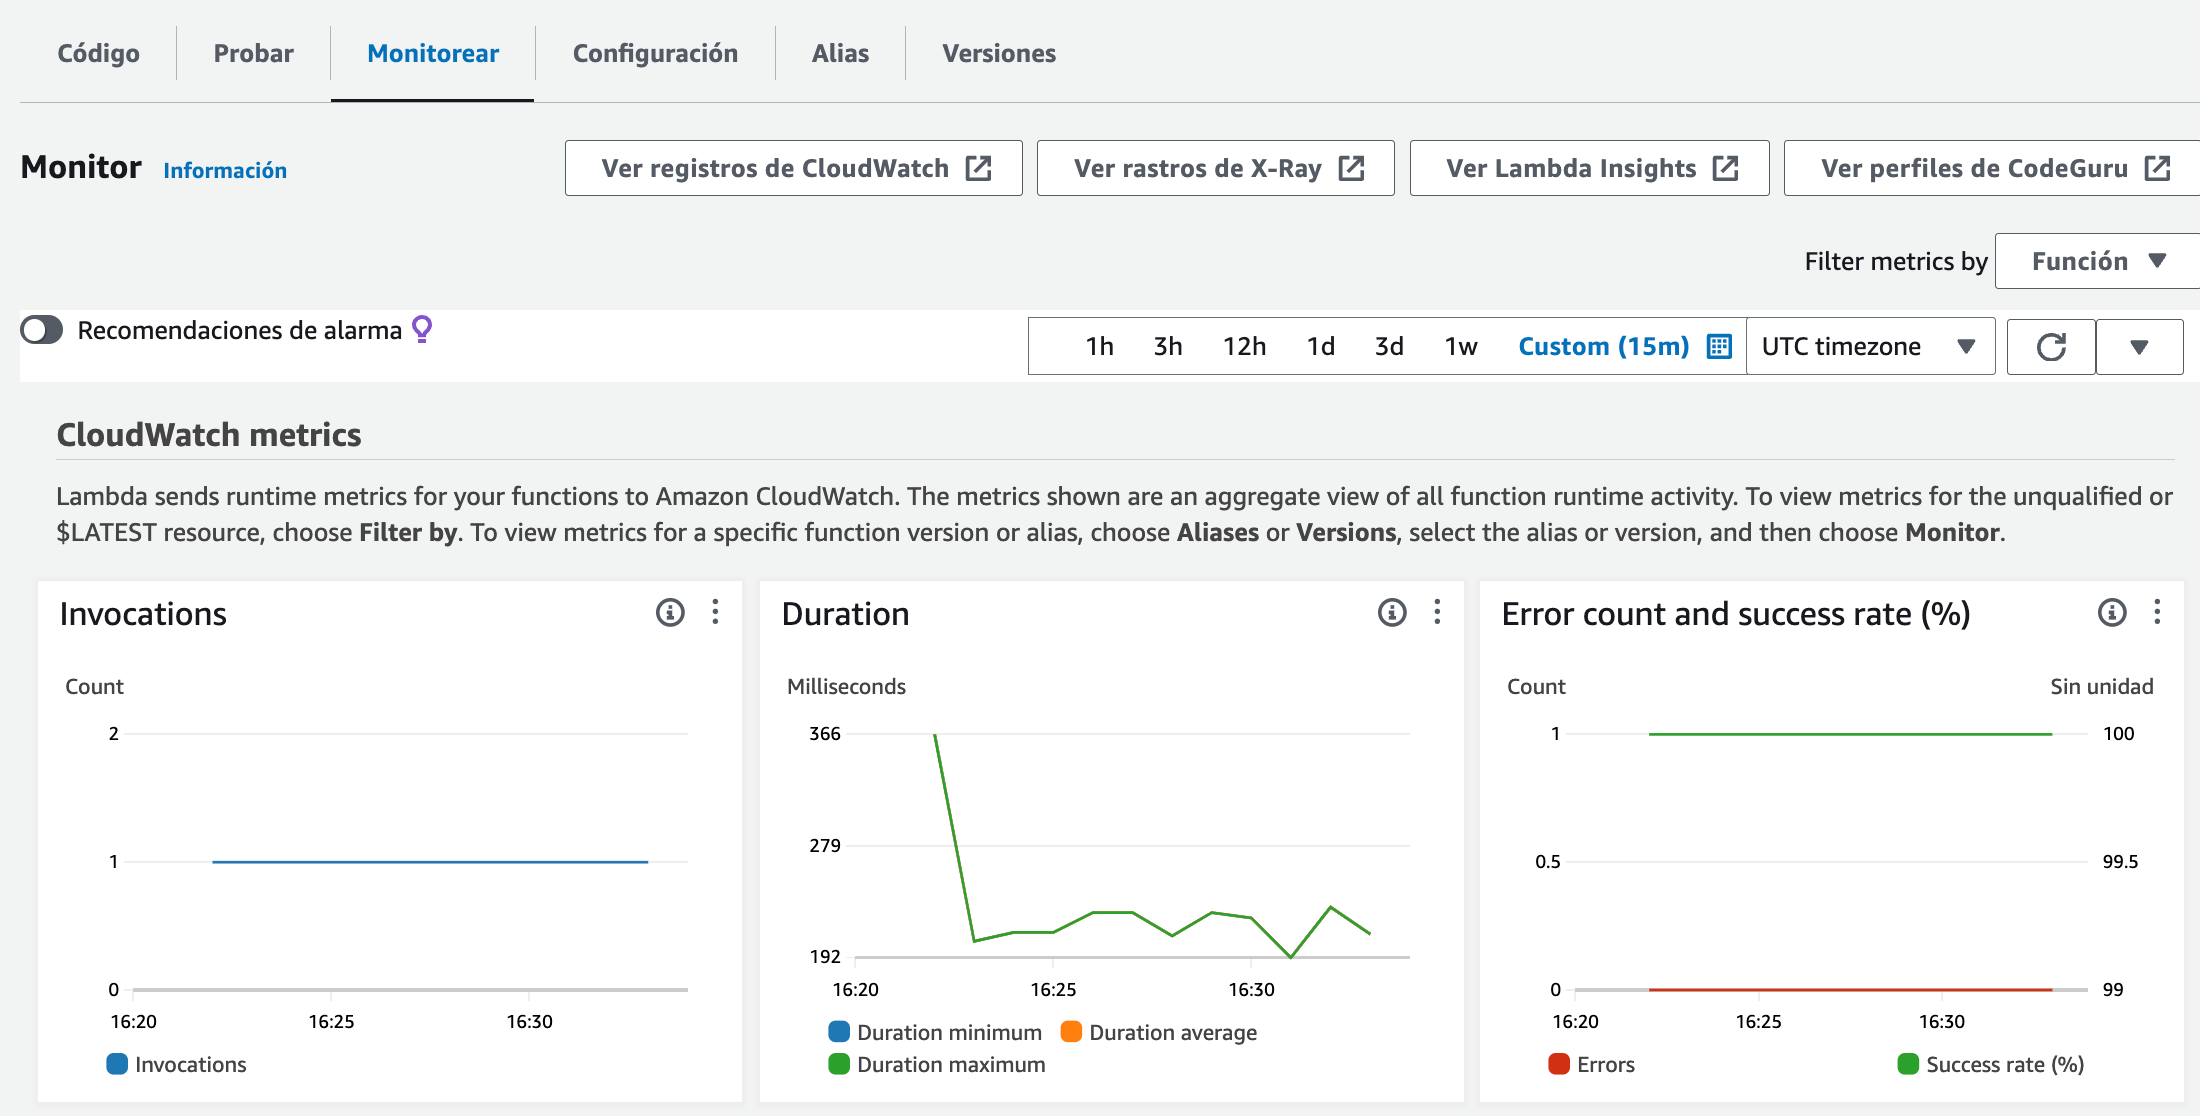 Código Probar Monitorear Configuración Alias Versiones
Monitor Información Ver registros de CloudWatch Ver rastros de X-Ray Ver Lambda Insights Ver perfiles de CodeGuru
Filter metrics by Función
Recomendaciones de alarma 1h 3h 12h 1d 3d 1w Custom (15m) UTC timezone
CloudWatch metrics
Lambda sends runtime metrics for your functions to Amazon CloudWatch. The metrics shown are an aggregate view of all function runtime activity. To view metrics for the unqualified or
$LATEST resource, choose Filter by. To view metrics for a specific function version or alias, choose Aliases or Versions, select the alias or version, and then choose Monitor.
Invocations
Count
2
1
0
16:20 16:25 16:30
Invocations
Duration
Milliseconds
366
279
192
16:20 16:25 16:30
Duration minimum Duration average
Duration maximum
Error count and success rate (%)
Count Sin unidad
1 100
0.5 99.5
0 99
16:20 16:25 16:30
Errors Success rate (%)